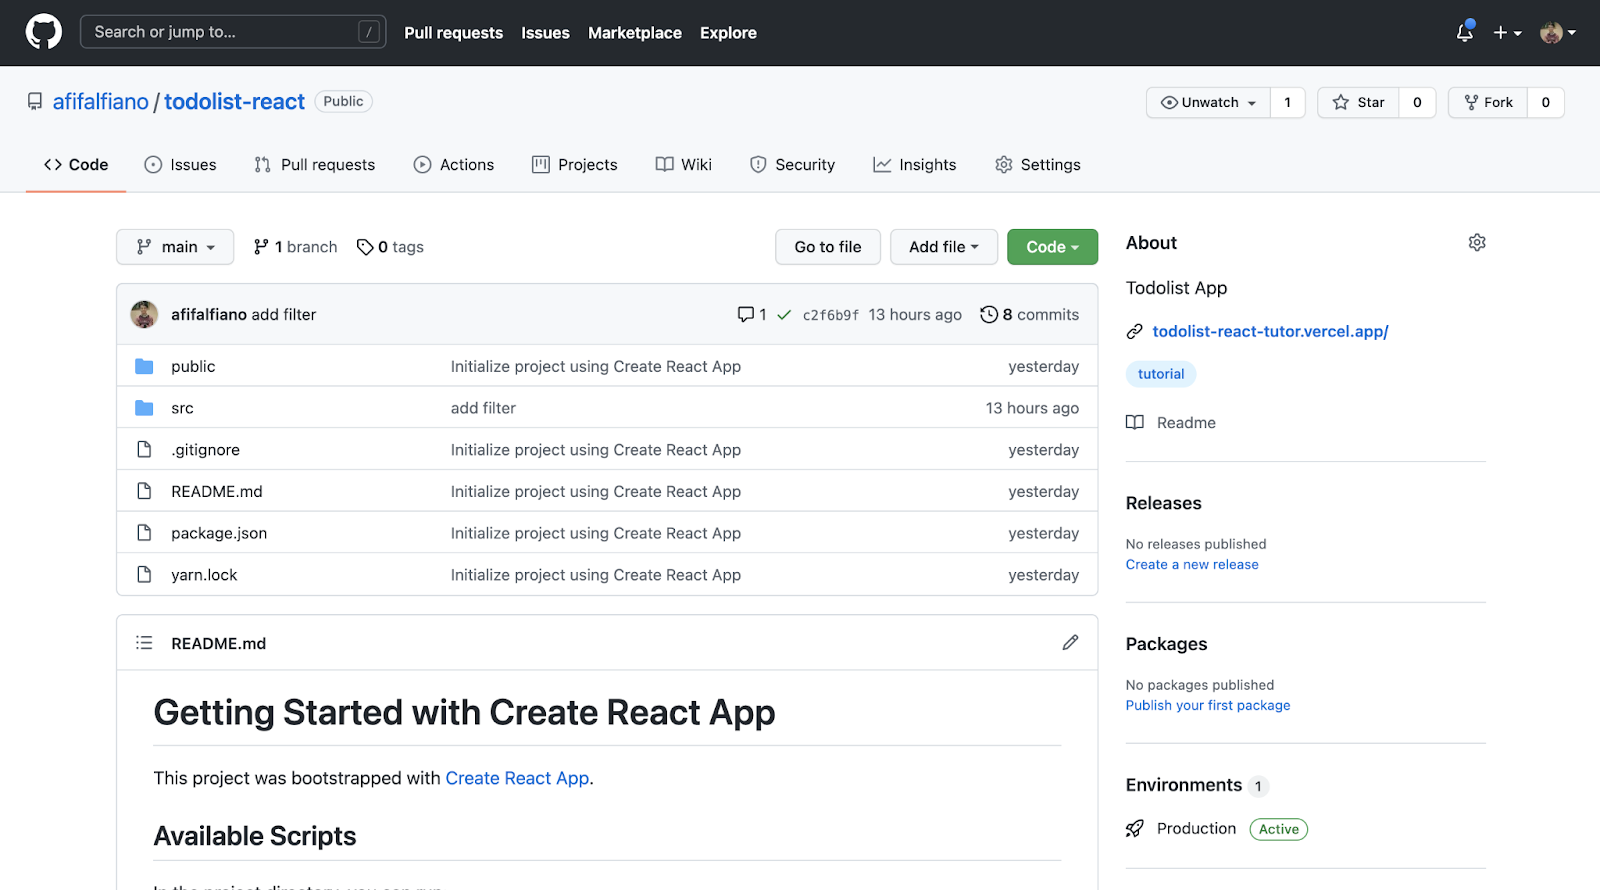 Search or jump to... /
Pull requests Issues Marketplace Explore
afifalfiano / todolist-react Public
Unwatch 1 Star 0 Fork 0
Code Issues Pull requests Actions Projects Wiki Security Insights Settings
main 1 branch 0 tags Go to file Add file Code
afifalfiano add filter 1 c2f6b9f 13 hours ago 8 commits
public Initialize project using Create React App yesterday
src add filter 13 hours ago
.gitignore Initialize project using Create React App yesterday
README.md Initialize project using Create React App yesterday
package.json Initialize project using Create React App yesterday
yarn.lock Initialize project using Create React App yesterday
README.md
Getting Started with Create React App
This project was bootstrapped with Create React App.
Available Scripts
In the project directory, you can run
About
Todolist App
todolist-react-tutor.vercel.app/
tutorial
Readme
Releases
No releases published
Create a new release
Packages
No packages published
Publish your first package
Environments 1
Production Active